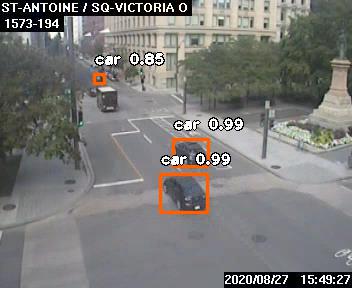 ST-ANTOINE / SQ-VICTORIA O
1573-194
car 0.85
car 0.99
car 0.99
2020/08/27 15:49:27